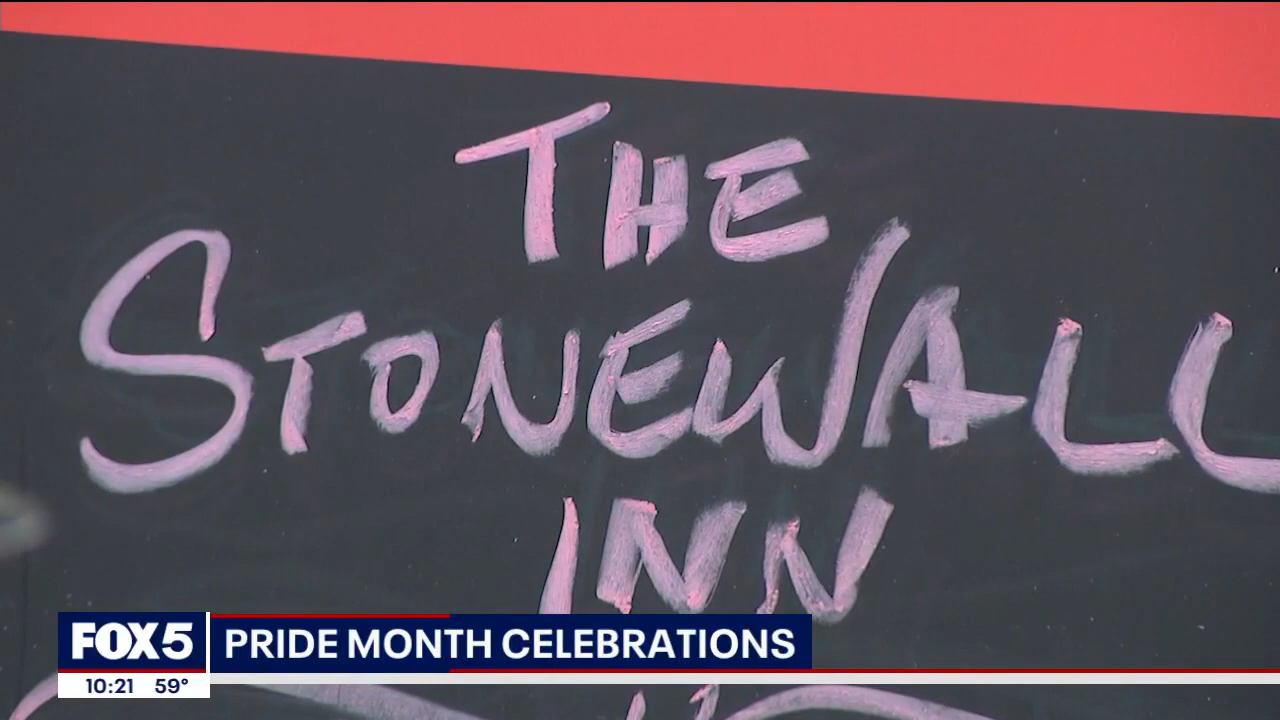 THE
STONEWALL
INN
FOX5 PRIDE MONTH CELEBRATIONS
10:21 59°